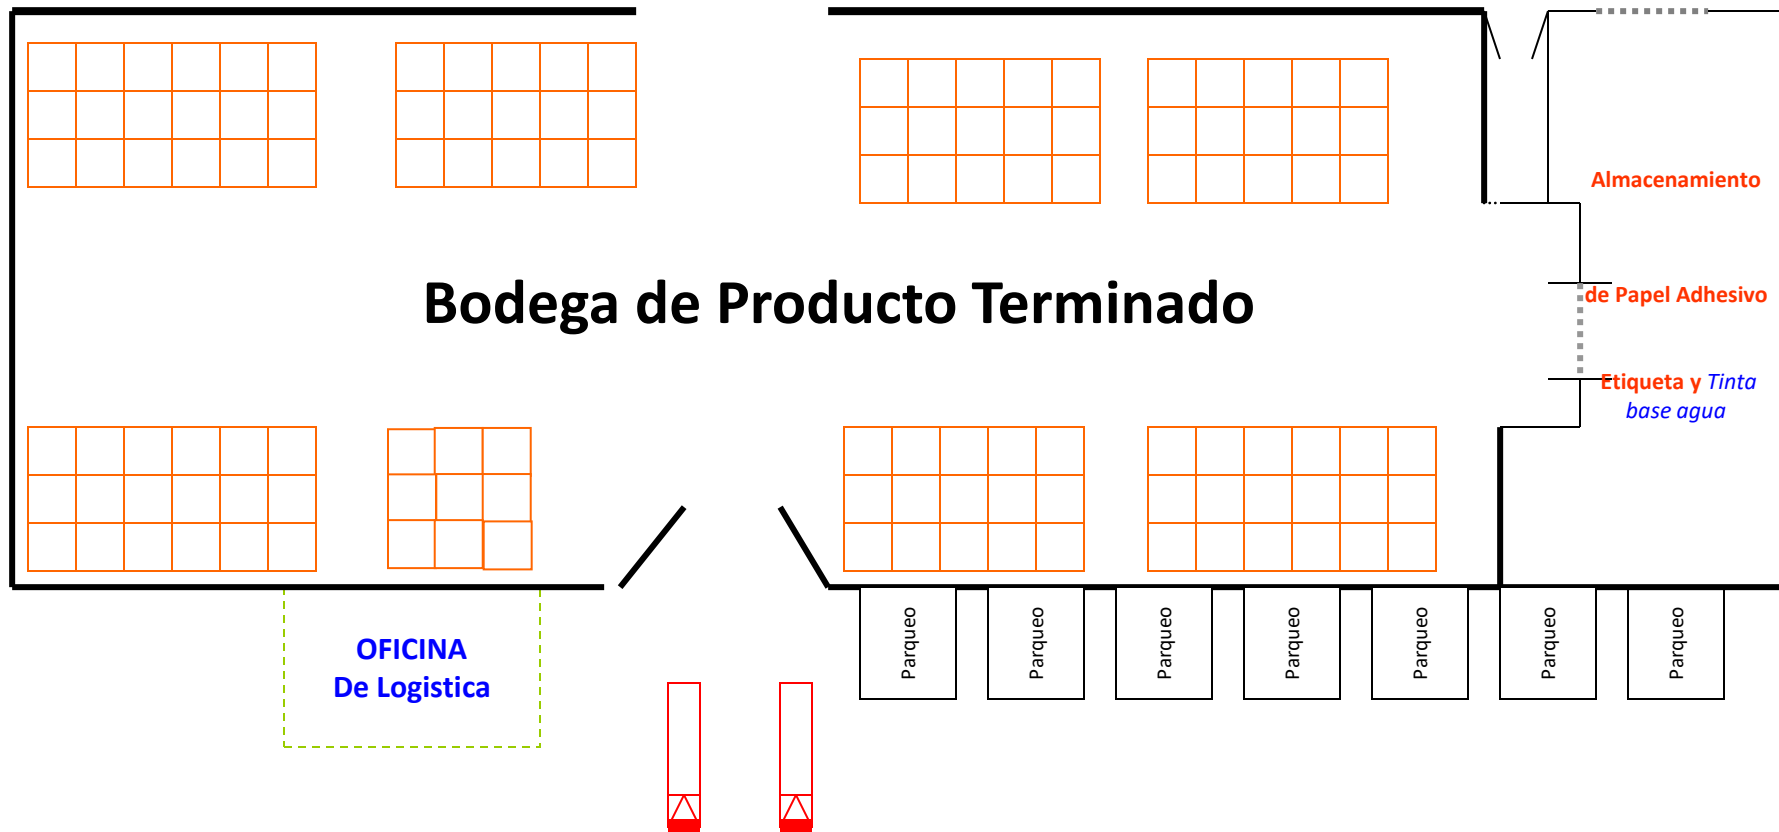 Almacenamiento
Bodega de Producto Terminado
de Papel Adhesivo
Etiqueta y Tinta
base agua
OFICINA
De Logistica
Parqueo
Parqueo
Parqueo
Parqueo
Parqueo
Parqueo
Parqueo